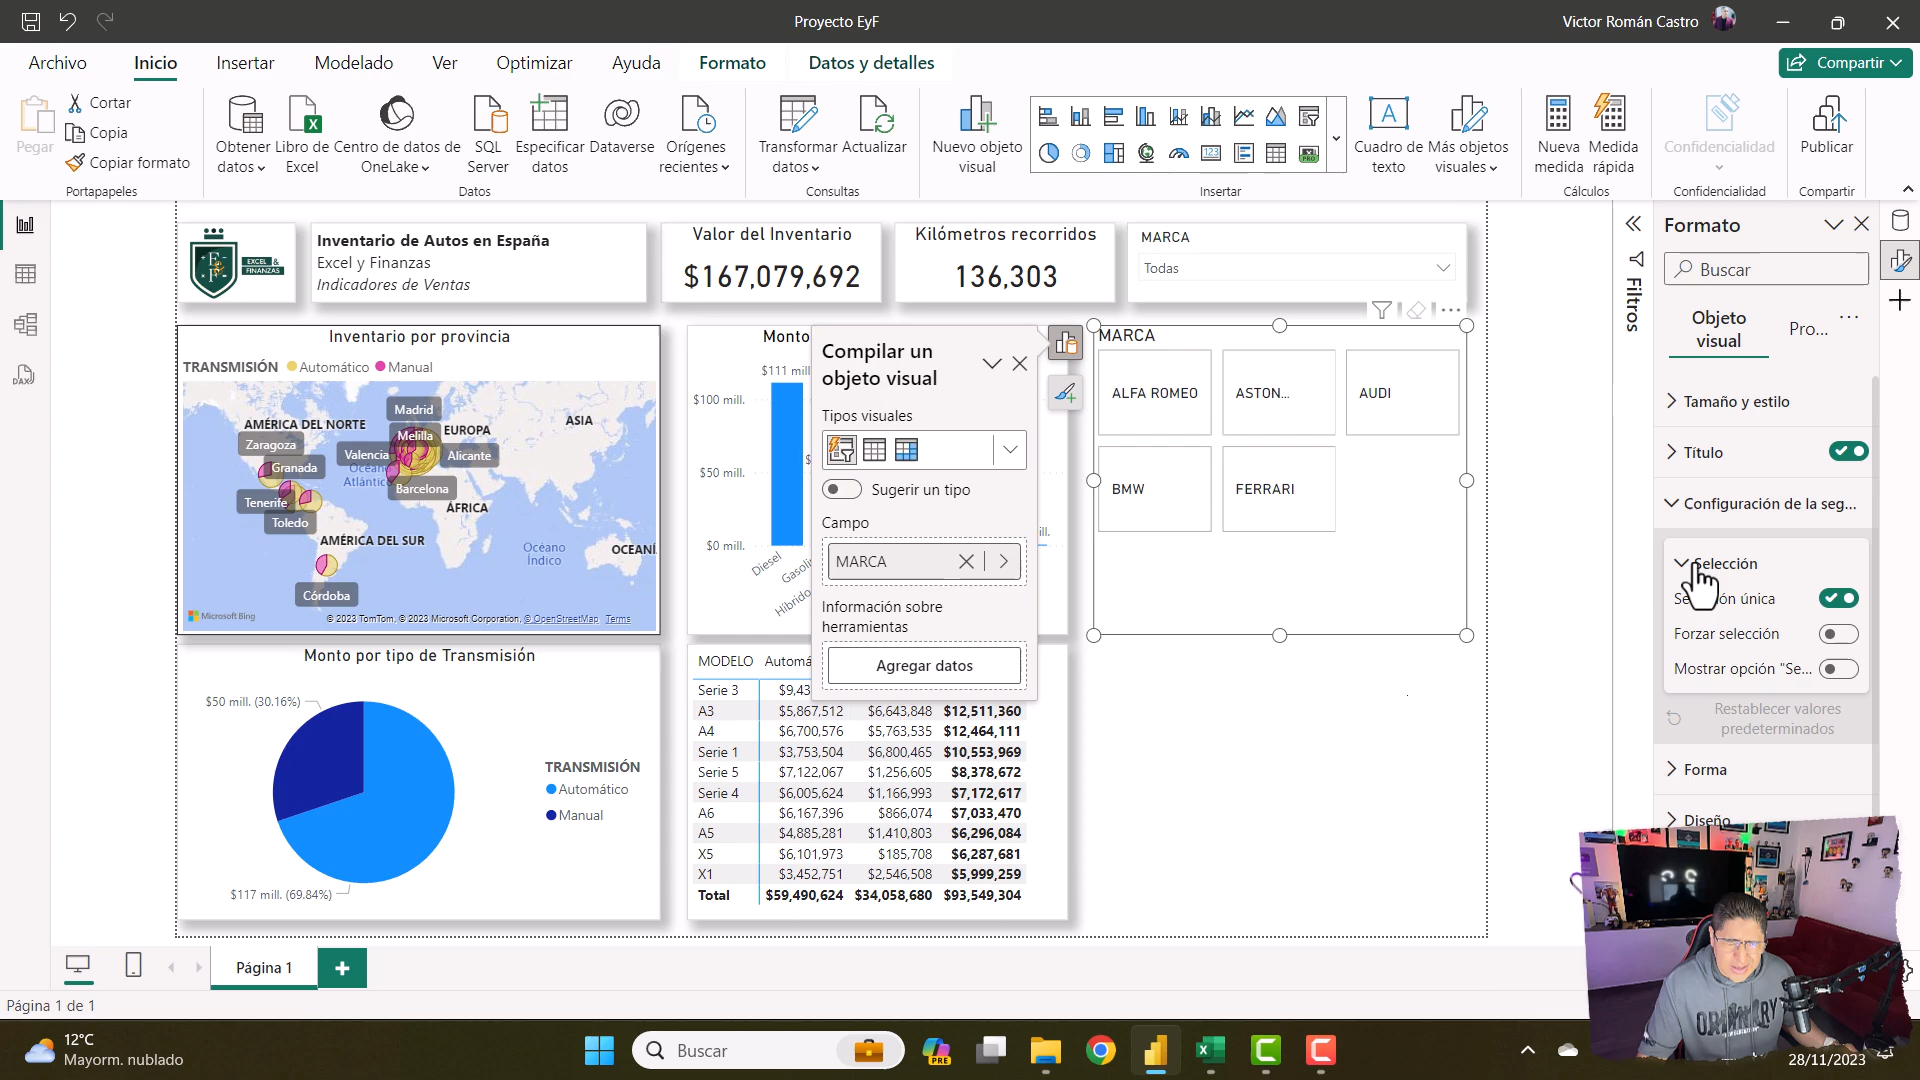 Proyecto EyF
Victor Román Castro
Archivo
Inicio
Insertar
Modelado
Ver
Optimizar
Ayuda
Formato
Datos y detalles
Compartir
Pegar
Cortar
Copia
Copiar formato
Portapapeles
Obtener
datos
Libro de
Excel
Centro de datos de
OneLake
SQL
Server
Especificar
datos
Dataverse
Orígenes
recientes
Datos
Transformar
datos
Actualizar
Consultas
Nuevo objeto
visual
Cuadro de
texto
Más objetos
visuales
Insertar
Nueva
medida
Medida
rápida
Cálculos
Confidencialidad
Confidencialidad
Publicar
Compartir
EXCEL &
FINANZAS
Inventario de Autos en España
Excel y Finanzas
Indicadores de Ventas
Valor del Inventario
$167,079,692
Kilómetros recorridos
136,303
MARCA
Todas
Inventario por provincia
TRANSMISIÓN Automático Manual
AMÉRICA DEL NORTE
Madrid
EUROPA
ASIA
Zaragoza
Melilla
Valencia
Alicante
Granada
Océano
Atlántico
Barcelona
Tenerife
ÁFRICA
Toledo
AMÉRICA DEL SUR
Océano
Índico
OCEANÍ
Córdoba
Microsoft Bing
© 2023 TomTom, © 2023 Microsoft Corporation, © OpenStreetMap Terms
Monto
$111 mill.
$100 mill.
$50 mill.
$0 mill.
ill.
Diesel
Gasolin
Híbrido
Compilar un
objeto visual
Tipos visuales
Sugerir un tipo
Campo
MARCA
Información sobre
herramientas
Agregar datos
MARCA
ALFA ROMEO
ASTON...
AUDI
BMW
FERRARI
Monto por tipo de Transmisión
$50 mill. (30.16%)
$117 mill. (69.84%)
TRANSMISIÓN
Automático
Manual
MODELO Automá
Serie 3 $9,43
A3 $5,867,512 $6,643,848 $12,511,360
A4 $6,700,576 $5,763,535 $12,464,111
Serie 1 $3,753,504 $6,800,465 $10,553,969
Serie 5 $7,122,067 $1,256,605 $8,378,672
Serie 4 $6,005,624 $1,166,993 $7,172,617
A6 $6,167,396 $866,074 $7,033,470
A5 $4,885,281 $1,410,803 $6,296,084
X5 $6,101,973 $185,708 $6,287,681
X1 $3,452,751 $2,546,508 $5,999,259
Total $59,490,624 $34,058,680 $93,549,304
Filtros
Formato
Buscar
Objeto
visual
Pro...
Tamaño y estilo
Título
Configuración de la seg...
Selección
Se ón única
Forzar selección
Mostrar opción "Se...
Restablecer valores
predeterminados
Forma
Diseño
Página 1
Página 1 de 1
12°C
Mayorm. nublado
Buscar
PRE
28/11/2023